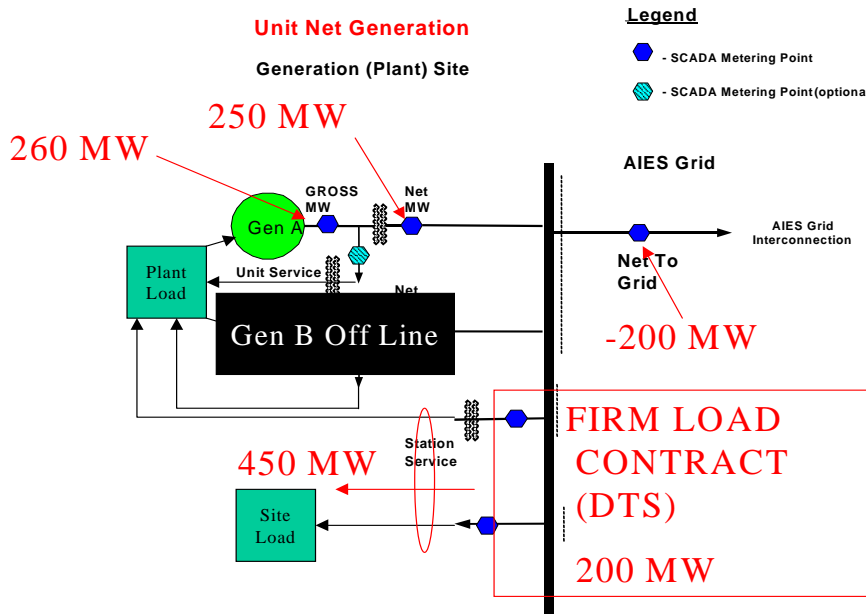 Unit Net Generation
Legend
- SCADA Metering Point
Generation (Plant) Site
- SCADA Metering Point(optiona
250 MW
260 MW
AIES Grid
GROSS
MW
Net
MW
Gen A
AIES Grid
Interconnection
Net To
Grid
Plant
Load
Unit Service
Net
Gen B Off Line
-200 MW
FIRM LOAD
CONTRACT
(DTS)
Station
Service
450 MW
Site
Load
200 MW